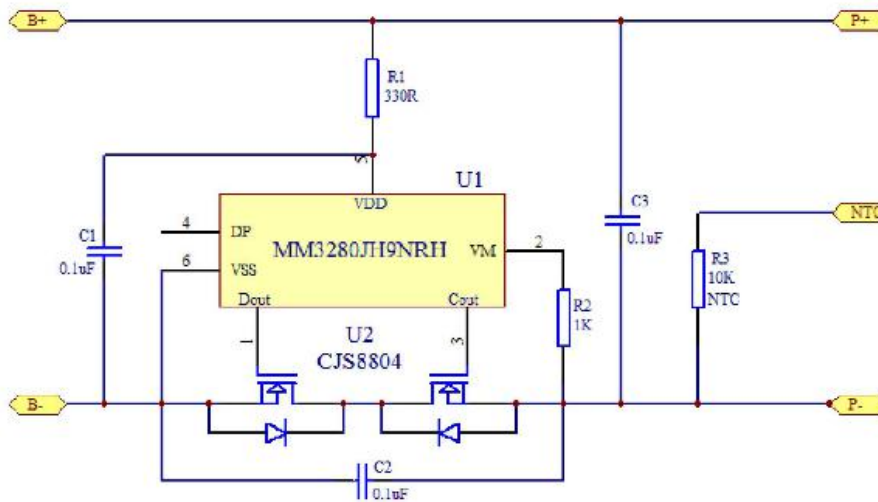 B+
P+
R1
330R
5
U1
VDD
C3
0.1uF
NTC
4
DP
C1
0.1uF
MM3280JH9NRH
VM
2
6
VSS
R3
10K
NTC
Dout
Cout
R2
1K
1
U2
CJS8804
3
B-
P-
C2
0.1uF